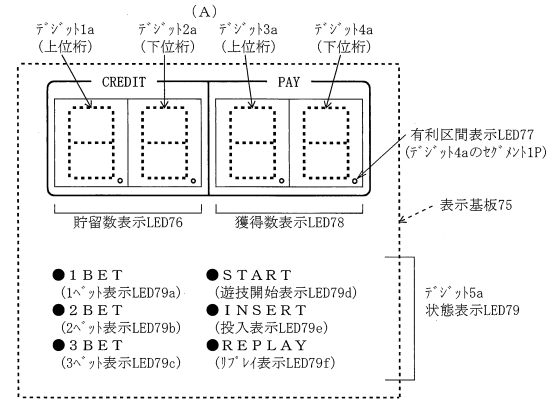 (A)
ﾃﾞｼﾞｯﾄ1a ﾃﾞｼﾞｯﾄ2a ﾃﾞｼﾞｯﾄ3a ﾃﾞｼﾞｯﾄ4a
(上位桁) (下位桁) (上位桁) (下位桁)
CREDIT PAY
有利区間表示LED77
(デジット4aのｾｸﾞﾒﾝﾄ1P)
表示基板75
貯留数表示LED76 獲得数表示LED78
●1BET ●START
(1ﾍﾞｯﾄ表示LED79a) (遊技開始表示LED79d)
●2BET ●INSERT
(2ﾍﾞｯﾄ表示LED79b) (投入表示LED79e)
●3BET ●REPLAY
(3ﾍﾞｯﾄ表示LED79c) (ﾘﾌﾟﾚｲ表示LED79f)
ﾃﾞｼﾞｯﾄ5a
状態表示LED79